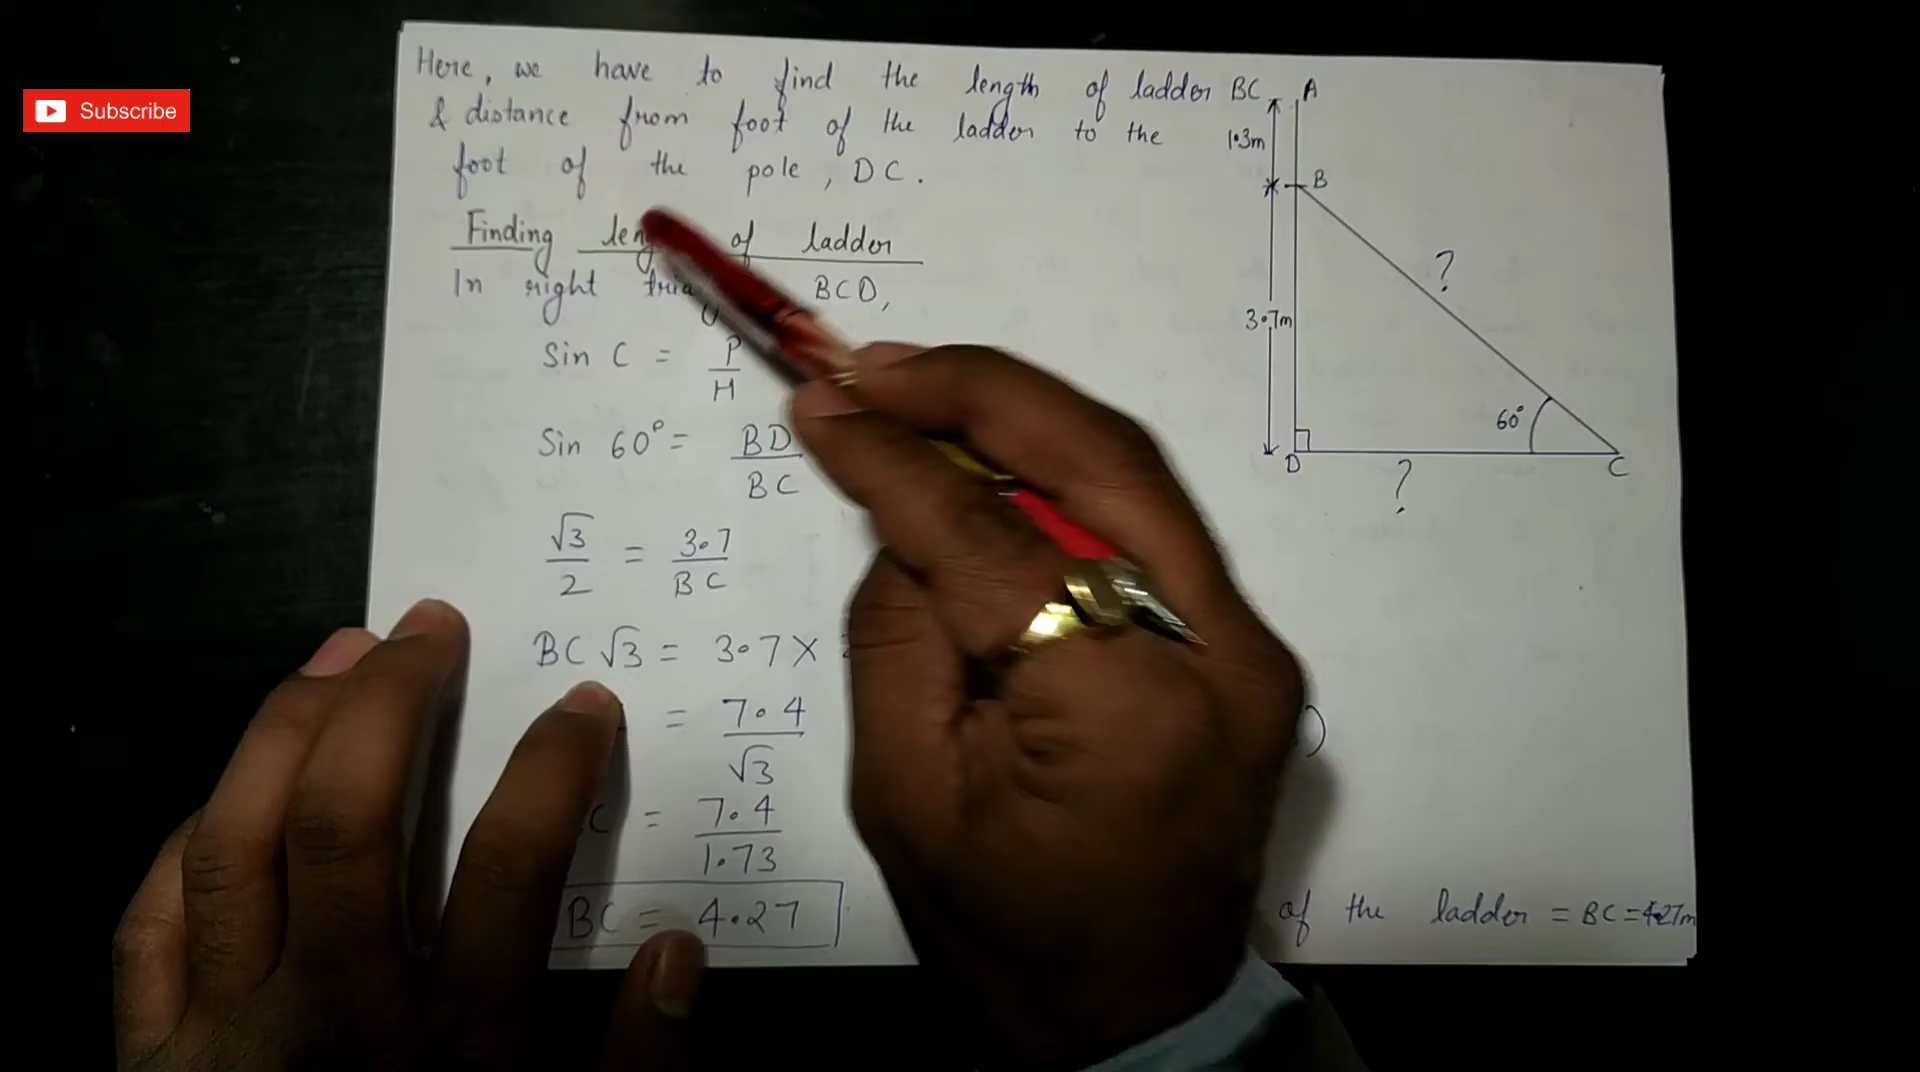 Subscribe
Here, we have to find the length of ladder BC
& distance from foot of the ladder to the
foot of the pole, DC.
Finding of ladder
In right BCD,
Sin C = P/H
Sin 60° = BD/BC
√3/2 = 3.7/BC
BC √3 = 3.7 ×
= 7.4/√3
C = 7.4/1.73
BC = 4.27
of the ladder = BC = 4.27m
A
1.3m
B
?
3.7m
60°
D
C
?